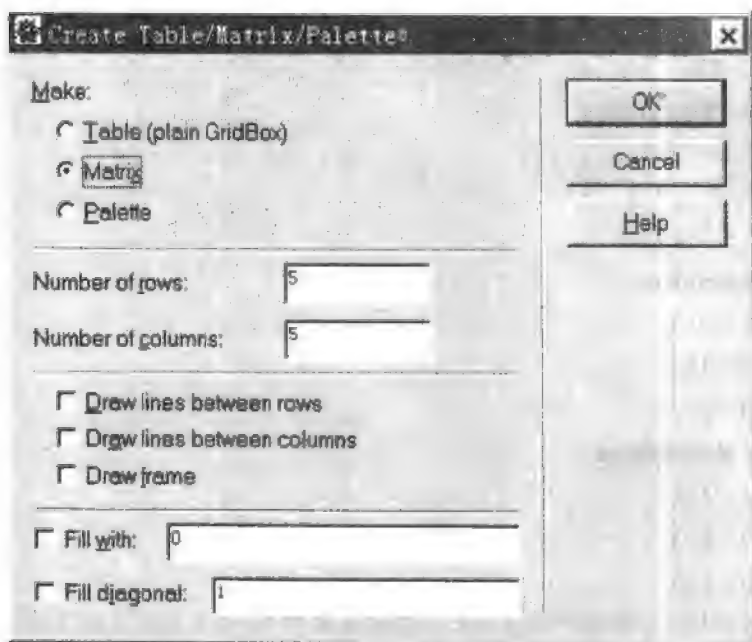 Create Table/Matrix/Palette
Make:
Table (plain GridBox)
Matrix
Palette
OK
Cancel
Help
Number of rows: 5
Number of columns: 5
Draw lines between rows
Draw lines between columns
Draw frame
Fill with: 0
Fill diagonal: 1